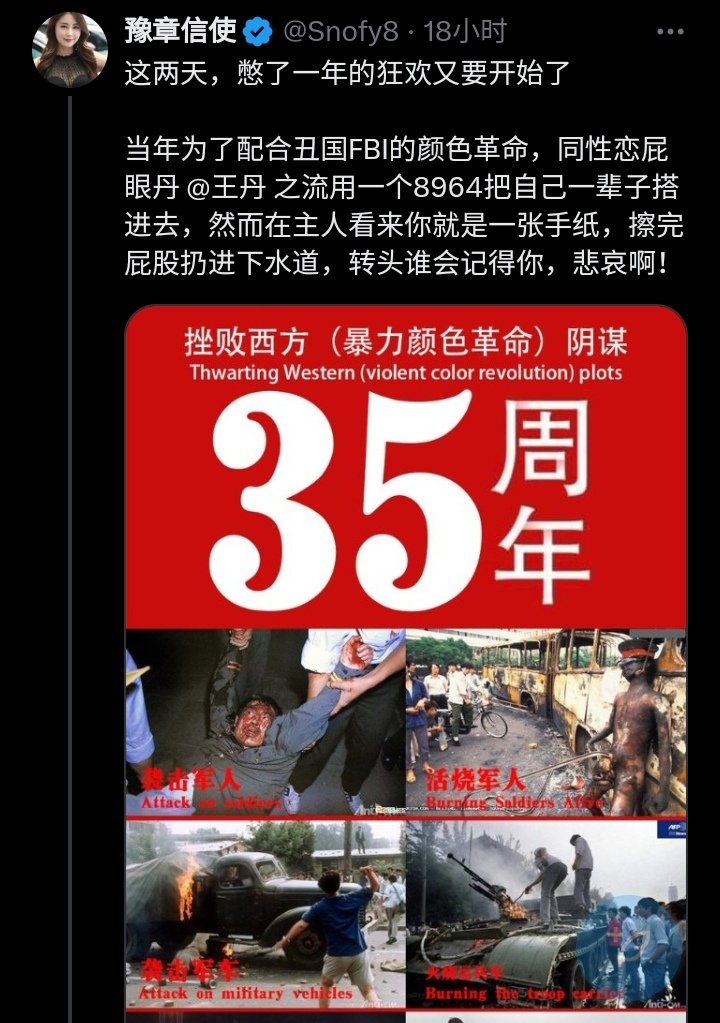 豫章信使 @Snofy8 · 18小时
这两天，憋了一年的狂欢又要开始了
当年为了配合丑国FBI的颜色革命，同性恋屁
眼丹 @王丹 之流用一个8964把自己一辈子搭
进去，然而在主人看来你就是一张手纸，擦完
屁股扔进下水道，转头谁会记得你，悲哀啊！
挫败西方（暴力颜色革命）阴谋
Thwarting Western (violent color revolution) plots
35周年
袭击军人
Attack on soldiers
活烧军人
Burning Soldiers Alive
AFP
袭击军车
Attack on military vehicles
Burning the troop carrier